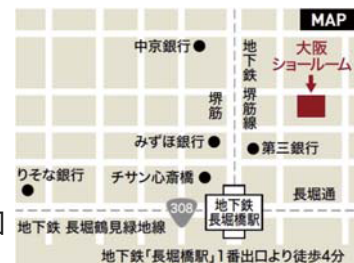 MAP
中京銀行
地下鉄 堺筋線
大阪
ショールーム
堺筋
みずほ銀行
第三銀行
りそな銀行
チサン心斎橋
長堀通
308
地下鉄
長堀橋駅
地下鉄 長堀鶴見緑地線
地下鉄「長堀橋駅」1番出口より徒歩4分